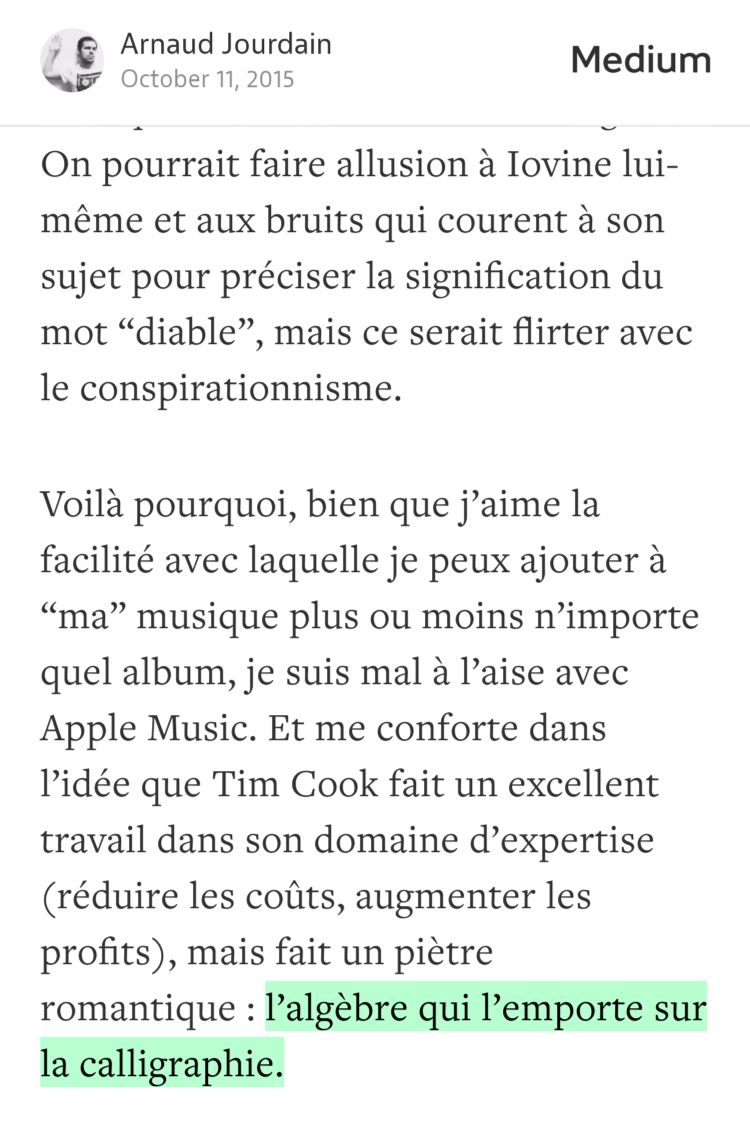 Arnaud Jourdain
October 11, 2015
Medium
On pourrait faire allusion à Iovine lui-
même et aux bruits qui courent à son
sujet pour préciser la signification du
mot “diable”, mais ce serait flirter avec
le conspirationnisme.
Voilà pourquoi, bien que j’aime la
facilité avec laquelle je peux ajouter à
“ma” musique plus ou moins n’importe
quel album, je suis mal à l’aise avec
Apple Music. Et me conforte dans
l’idée que Tim Cook fait un excellent
travail dans son domaine d’expertise
(réduire les coûts, augmenter les
profits), mais fait un piètre
romantique : l’algèbre qui l’emporte sur
la calligraphie.